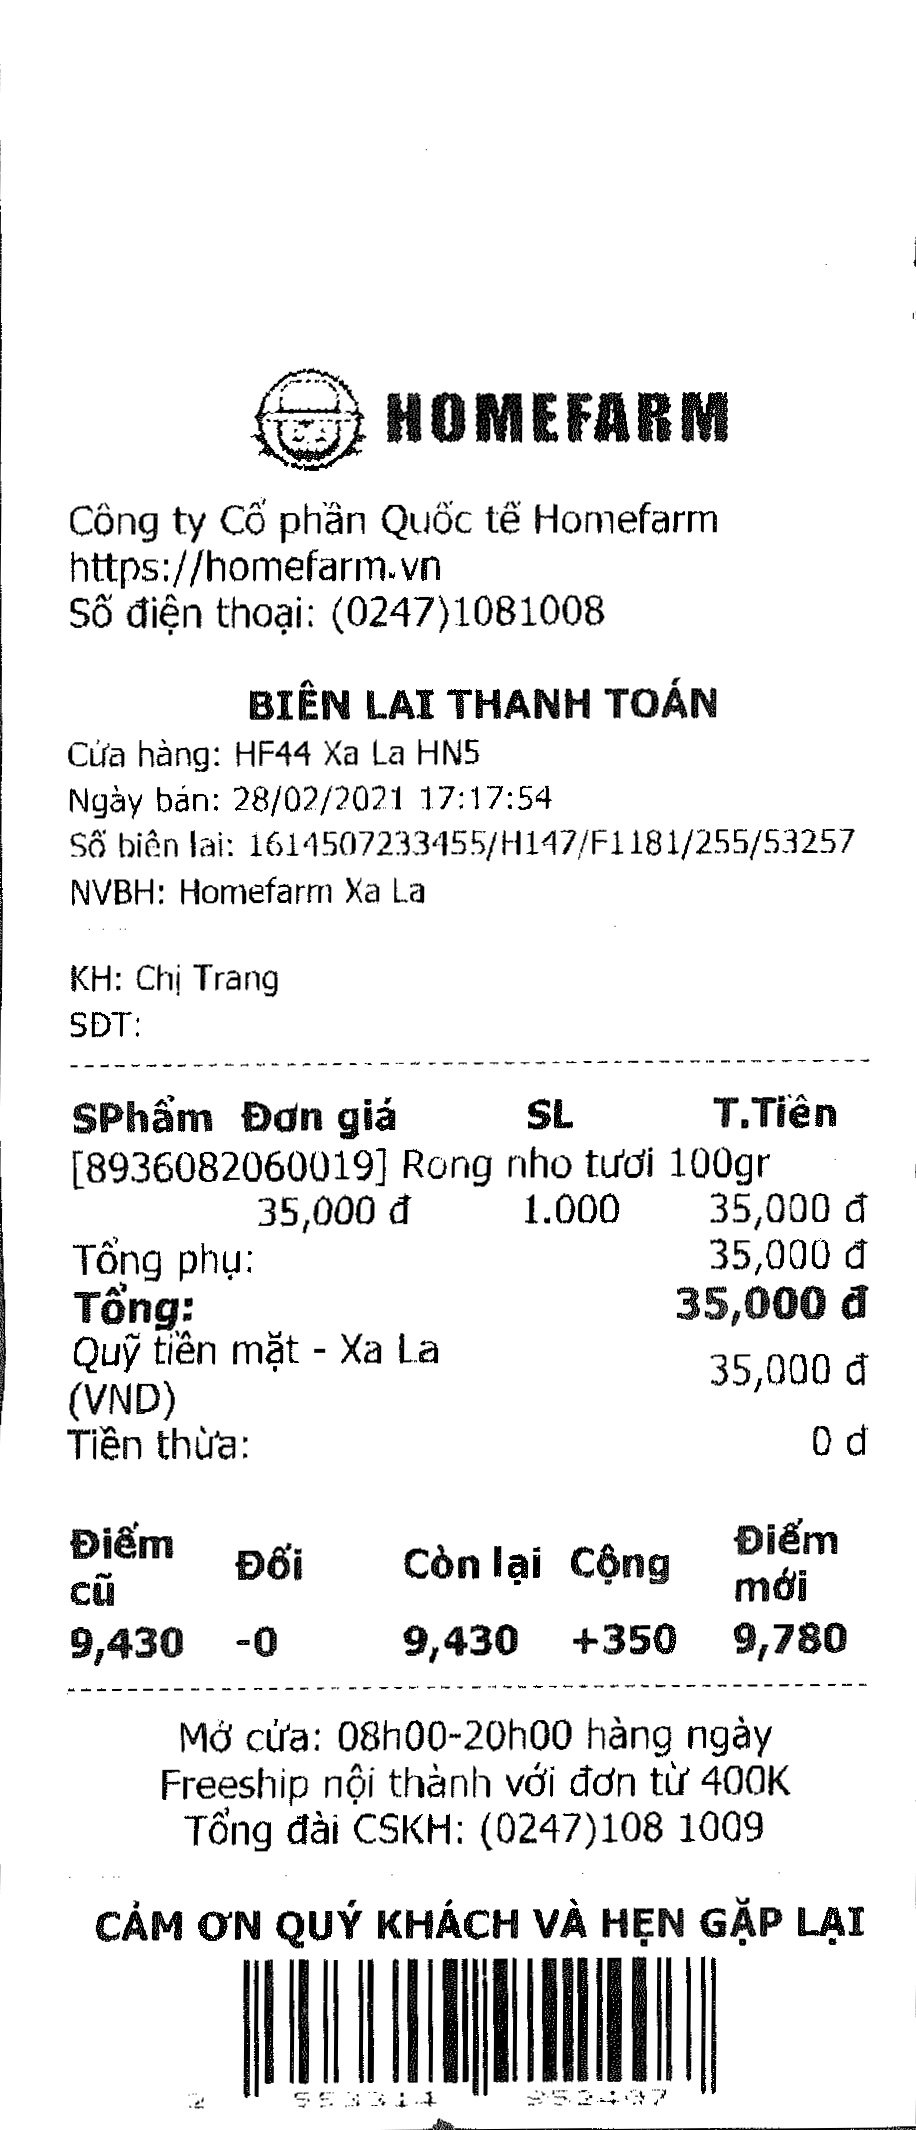 HOMEFARM
Công ty Cổ phần Quốc tế Homefarm
https://homefarm.vn
Số điện thoại: (0247)1081008
BIÊN LAI THANH TOÁN
Cửa hàng: HF44 Xa La HN5
Ngày bán: 28/02/2021 17:17:54
Số biên lai: 1614507233455/H147/F1181/255/53257
NVBH: Homefarm Xa La
KH: Chị Trang
SĐT:
SPhẩm Đơn giá SL T.Tiền
[8936082060019] Rong nho tươi 100gr
35,000 đ 1.000 35,000 đ
Tổng phụ: 35,000 đ
Tổng: 35,000 đ
Quỹ tiền mặt - Xa La (VND) 35,000 đ
Tiền thừa: 0 đ
Điểm cũ Đổi Còn lại Cộng Điểm mới
9,430 -0 9,430 +350 9,780
Mở cửa: 08h00-20h00 hàng ngày
Freeship nội thành với đơn từ 400K
Tổng đài CSKH: (0247)108 1009
CẢM ƠN QUÝ KHÁCH VÀ HẸN GẶP LẠI